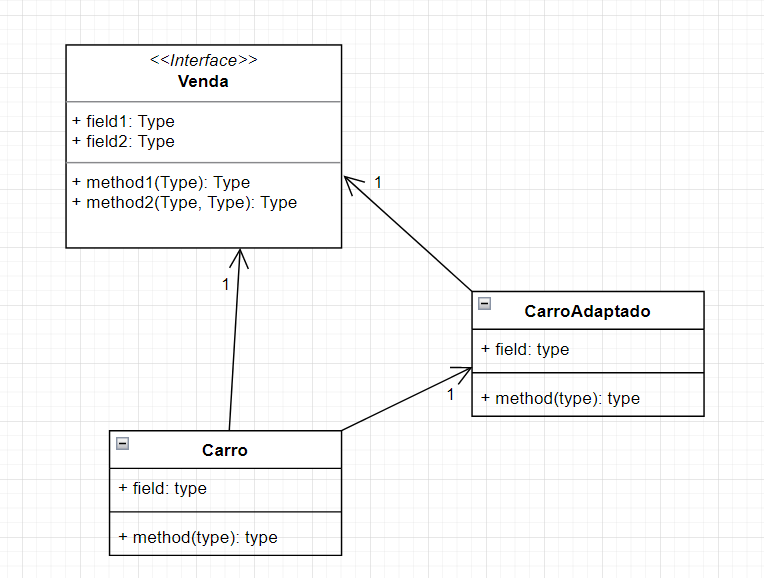 <<Interface>>
Venda
+ field1: Type
+ field2: Type
+ method1(Type): Type
+ method2(Type, Type): Type
1
1
CarroAdaptado
+ field: type
+ method(type): type
1
Carro
+ field: type
+ method(type): type